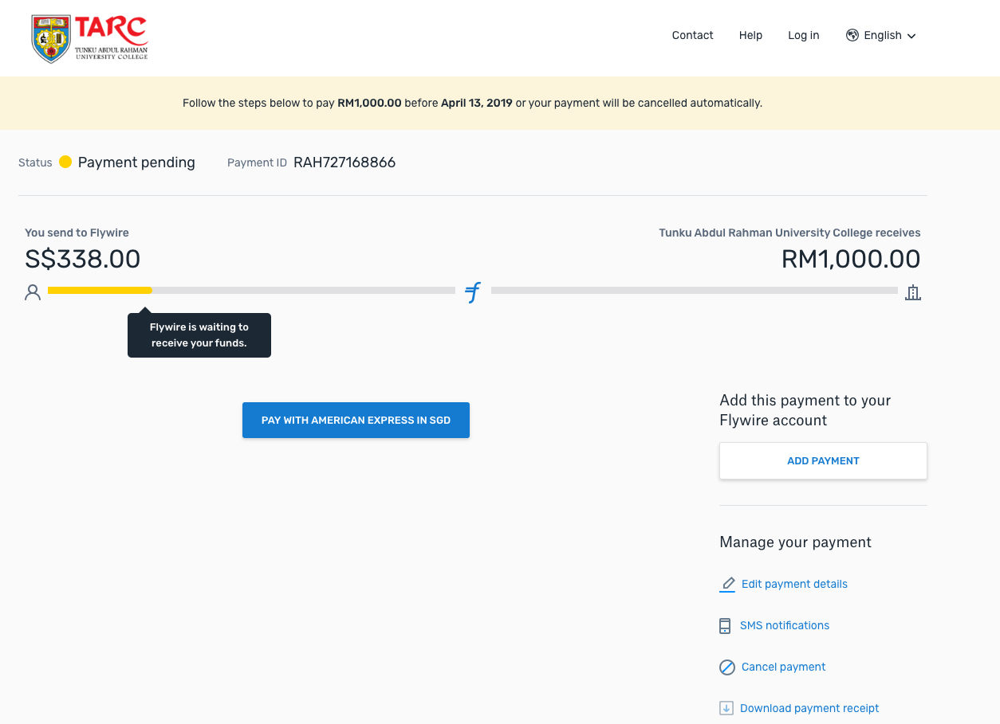 TARC
TUNKU ABDUL RAHMAN
UNIVERSITY COLLEGE
Contact
Help
Log in
English
Follow the steps below to pay RM1,000.00 before April 13, 2019 or your payment will be cancelled automatically.
Status Payment pending
Payment ID RAH727168866
You send to Flywire
S$338.00
Tunku Abdul Rahman University College receives
RM1,000.00
Flywire is waiting to
receive your funds.
PAY WITH AMERICAN EXPRESS IN SGD
Add this payment to your
Flywire account
ADD PAYMENT
Manage your payment
Edit payment details
SMS notifications
Cancel payment
Download payment receipt